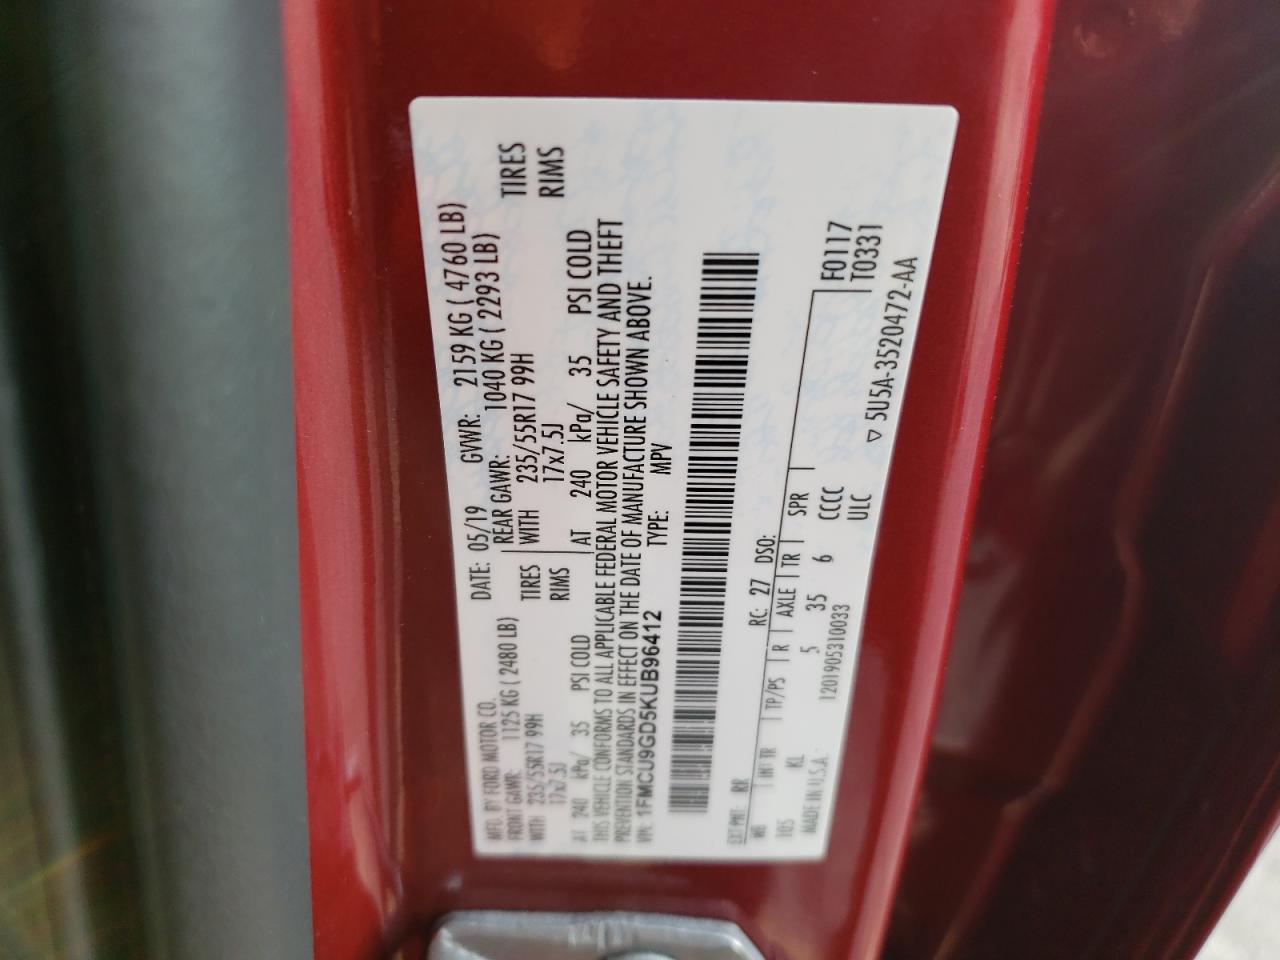 MFD. BY FORD MOTOR CO.
DATE: 05/19 GVWR: 2159 KG ( 4760 LB)
FRONT GAWR: 1125 KG ( 2480 LB) REAR GAWR: 1040 KG ( 2293 LB)
WITH 235/55R17 99H TIRES WITH 235/55R17 99H TIRES
17x7.5J RIMS 17x7.5J RIMS
AT 240 kPa/ 35 PSI COLD AT 240 kPa/ 35 PSI COLD
THIS VEHICLE CONFORMS TO ALL APPLICABLE FEDERAL MOTOR VEHICLE SAFETY AND THEFT
PREVENTION STANDARDS IN EFFECT ON THE DATE OF MANUFACTURE SHOWN ABOVE.
VIN: 1FMCU9GD5KUB96412 TYPE: MPV
EXT PNT: RR RC: 27 DSO:
WB INT TR TP/PS R AXLE TR SPR F0117
105 KL 5 35 6 CCCC T0331
MADE IN U.S.A. 1201905310033 ULC
▽ 5U5A-3520472-AA